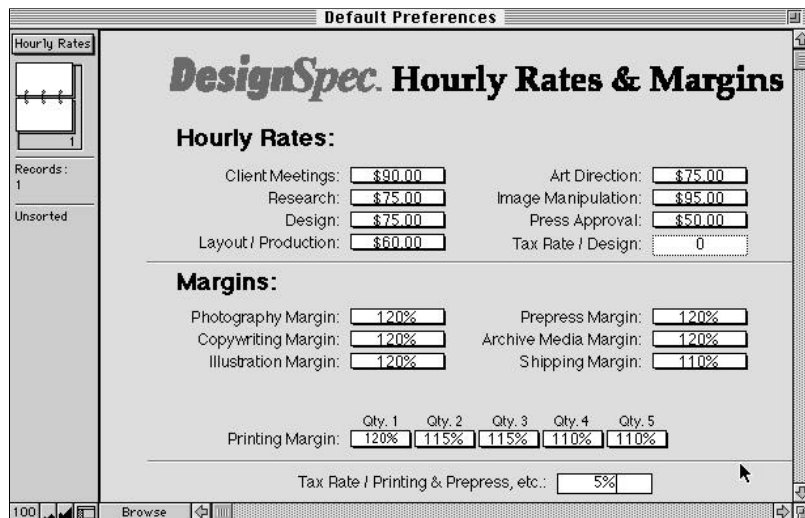 Default Preferences
Hourly Rates
1
Records:
1
Unsorted
DesignSpec. Hourly Rates & Margins
Hourly Rates:
Client Meetings: $90.00 Art Direction: $75.00
Research: $75.00 Image Manipulation: $95.00
Design: $75.00 Press Approval: $50.00
Layout / Production: $60.00 Tax Rate / Design: 0
Margins:
Photography Margin: 120% Prepress Margin: 120%
Copywriting Margin: 120% Archive Media Margin: 120%
Illustration Margin: 120% Shipping Margin: 110%
Qty. 1 Qty. 2 Qty. 3 Qty. 4 Qty. 5
Printing Margin: 120% 115% 115% 110% 110%
Tax Rate / Printing & Prepress, etc.: 5%
100 Browse